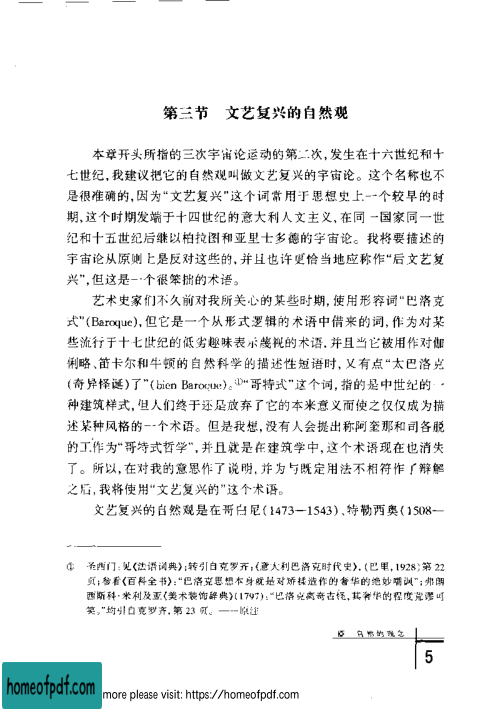 第三节　文艺复兴的自然观
本章开头所指的三次宇宙论运动的第二次,发生在十六世纪和十
七世纪,我建议把它的自然观叫做文艺复兴的宇宙论。这个名称也不
是很准确的,因为“文艺复兴”这个词常用于思想史上一个较早的时
期,这个时期发端于十四世纪的意大利人文主义,在同一国家同一世
纪和十五世纪后继以柏拉图和亚里士多德的宇宙论。我将要描述的
宇宙论从原则上是反对这些的,并且也许更恰当地应称作“后文艺复
兴”,但这是一个很笨拙的术语。
艺术史家们不久前对我所关心的某些时期,使用形容词“巴洛克
式”(Baroque),但它是一个从形式逻辑的术语中借来的词,作为对某
些流行于十七世纪的低劣趣味表示蔑视的术语,并且当它被用作对伽
俐略、笛卡尔和牛顿的自然科学的描述性短语时,又有点“太巴洛克
(奇异怪诞)了”(bien Baroque)。①“哥特式”这个词,指的是中世纪的一
种建筑样式,但人们终于还是放弃了它的本来意义而使之仅仅成为描
述某种风格的一个术语。但是我想,没有人会提出称阿奎那和司各脱
的工作为“哥特式哲学”,并且就是在建筑学中,这个术语现在也消失
了。所以,在对我的意思作了说明,并为与既定用法不相符作了辩解
之后,我将使用“文艺复兴的”这个术语。
文艺复兴的自然观是在哥白尼(1473—1543)、特勒西奥(1508—
① 圣西门:见《法语词典》;转引自克罗齐:《意大利巴洛克时代史》,(巴里,1928)第 22
页;参看《百科全书》:“巴洛克思想本身就是对矫揉造作的奢华的绝妙嘲讽”;弗朗
西斯科·米利及亚《美术装饰辞典》(1797):“巴洛克离奇古怪,其奢华的程度荒谬可
笑。”均引自克罗齐,第 23 页。——原注
自然的观念
5
homeofpdf.com
more please visit: https://homeofpdf.com